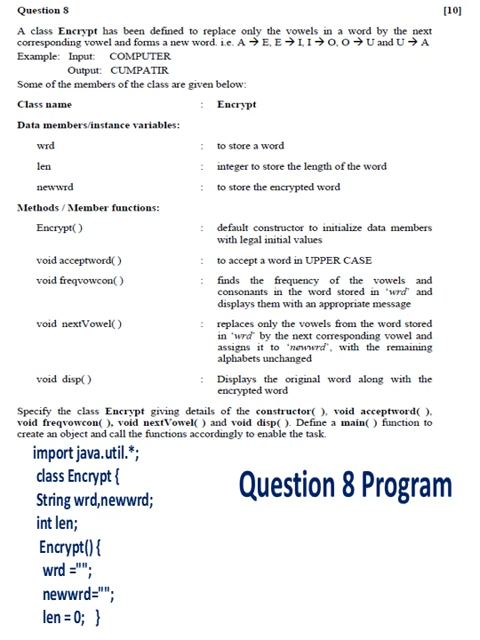 Question 8 [10]
A class Encrypt has been defined to replace only the vowels in a word by the next
corresponding vowel and forms a new word. i.e. A → E, E → I, I → O, O → U and U → A
Example: Input: COMPUTER
Output: CUMPATIR
Some of the members of the class are given below:
Class name : Encrypt
Data members/instance variables:
wrd : to store a word
len : integer to store the length of the word
newwrd : to store the encrypted word
Methods / Member functions:
Encrypt( ) : default constructor to initialize data members
with legal initial values
void acceptword( ) : to accept a word in UPPER CASE
void freqvowcon( ) : finds the frequency of the vowels and
consonants in the word stored in 'wrd' and
displays them with an appropriate message
void nextVowel( ) : replaces only the vowels from the word stored
in 'wrd' by the next corresponding vowel and
assigns it to 'newwrd', with the remaining
alphabets unchanged
void disp( ) : Displays the original word along with the
encrypted word
Specify the class Encrypt giving details of the constructor( ), void acceptword( ),
void freqvowcon( ), void nextVowel( ) and void disp( ). Define a main( ) function to
create an object and call the functions accordingly to enable the task.
import java.util.*;
class Encrypt {
String wrd,newwrd;
int len;
Encrypt() {
wrd ="";
newwrd="";
len = 0; }
Question 8 Program